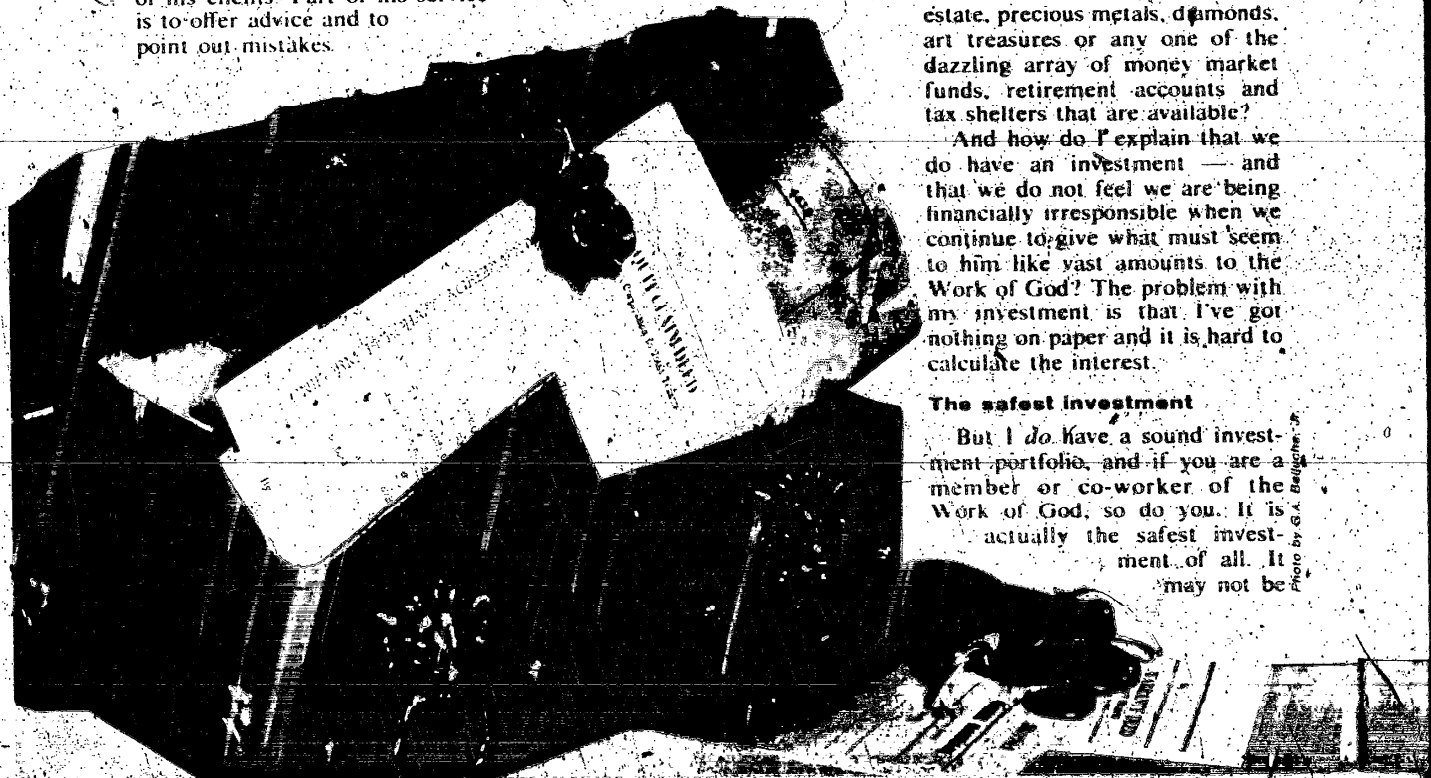 is to offer advice and to
point out mistakes.
estate, precious metals, diamonds,
art treasures or any one of the
dazzling array of money market
funds, retirement accounts and
tax shelters that are available?
And how do I explain that we
do have an investment — and
that we do not feel we are being
financially irresponsible when we
continue to give what must seem
to him like vast amounts to the
Work of God? The problem with
my investment is that I've got
nothing on paper and it is hard to
calculate the interest.
The safest investment
But I do have a sound invest-
ment portfolio, and if you are a
member or co-worker of the
Work of God, so do you. It is
actually the safest invest-
ment of all. It
may not be
Photo by G.A. Belluche, Jr.
QUITCLAIM DEED